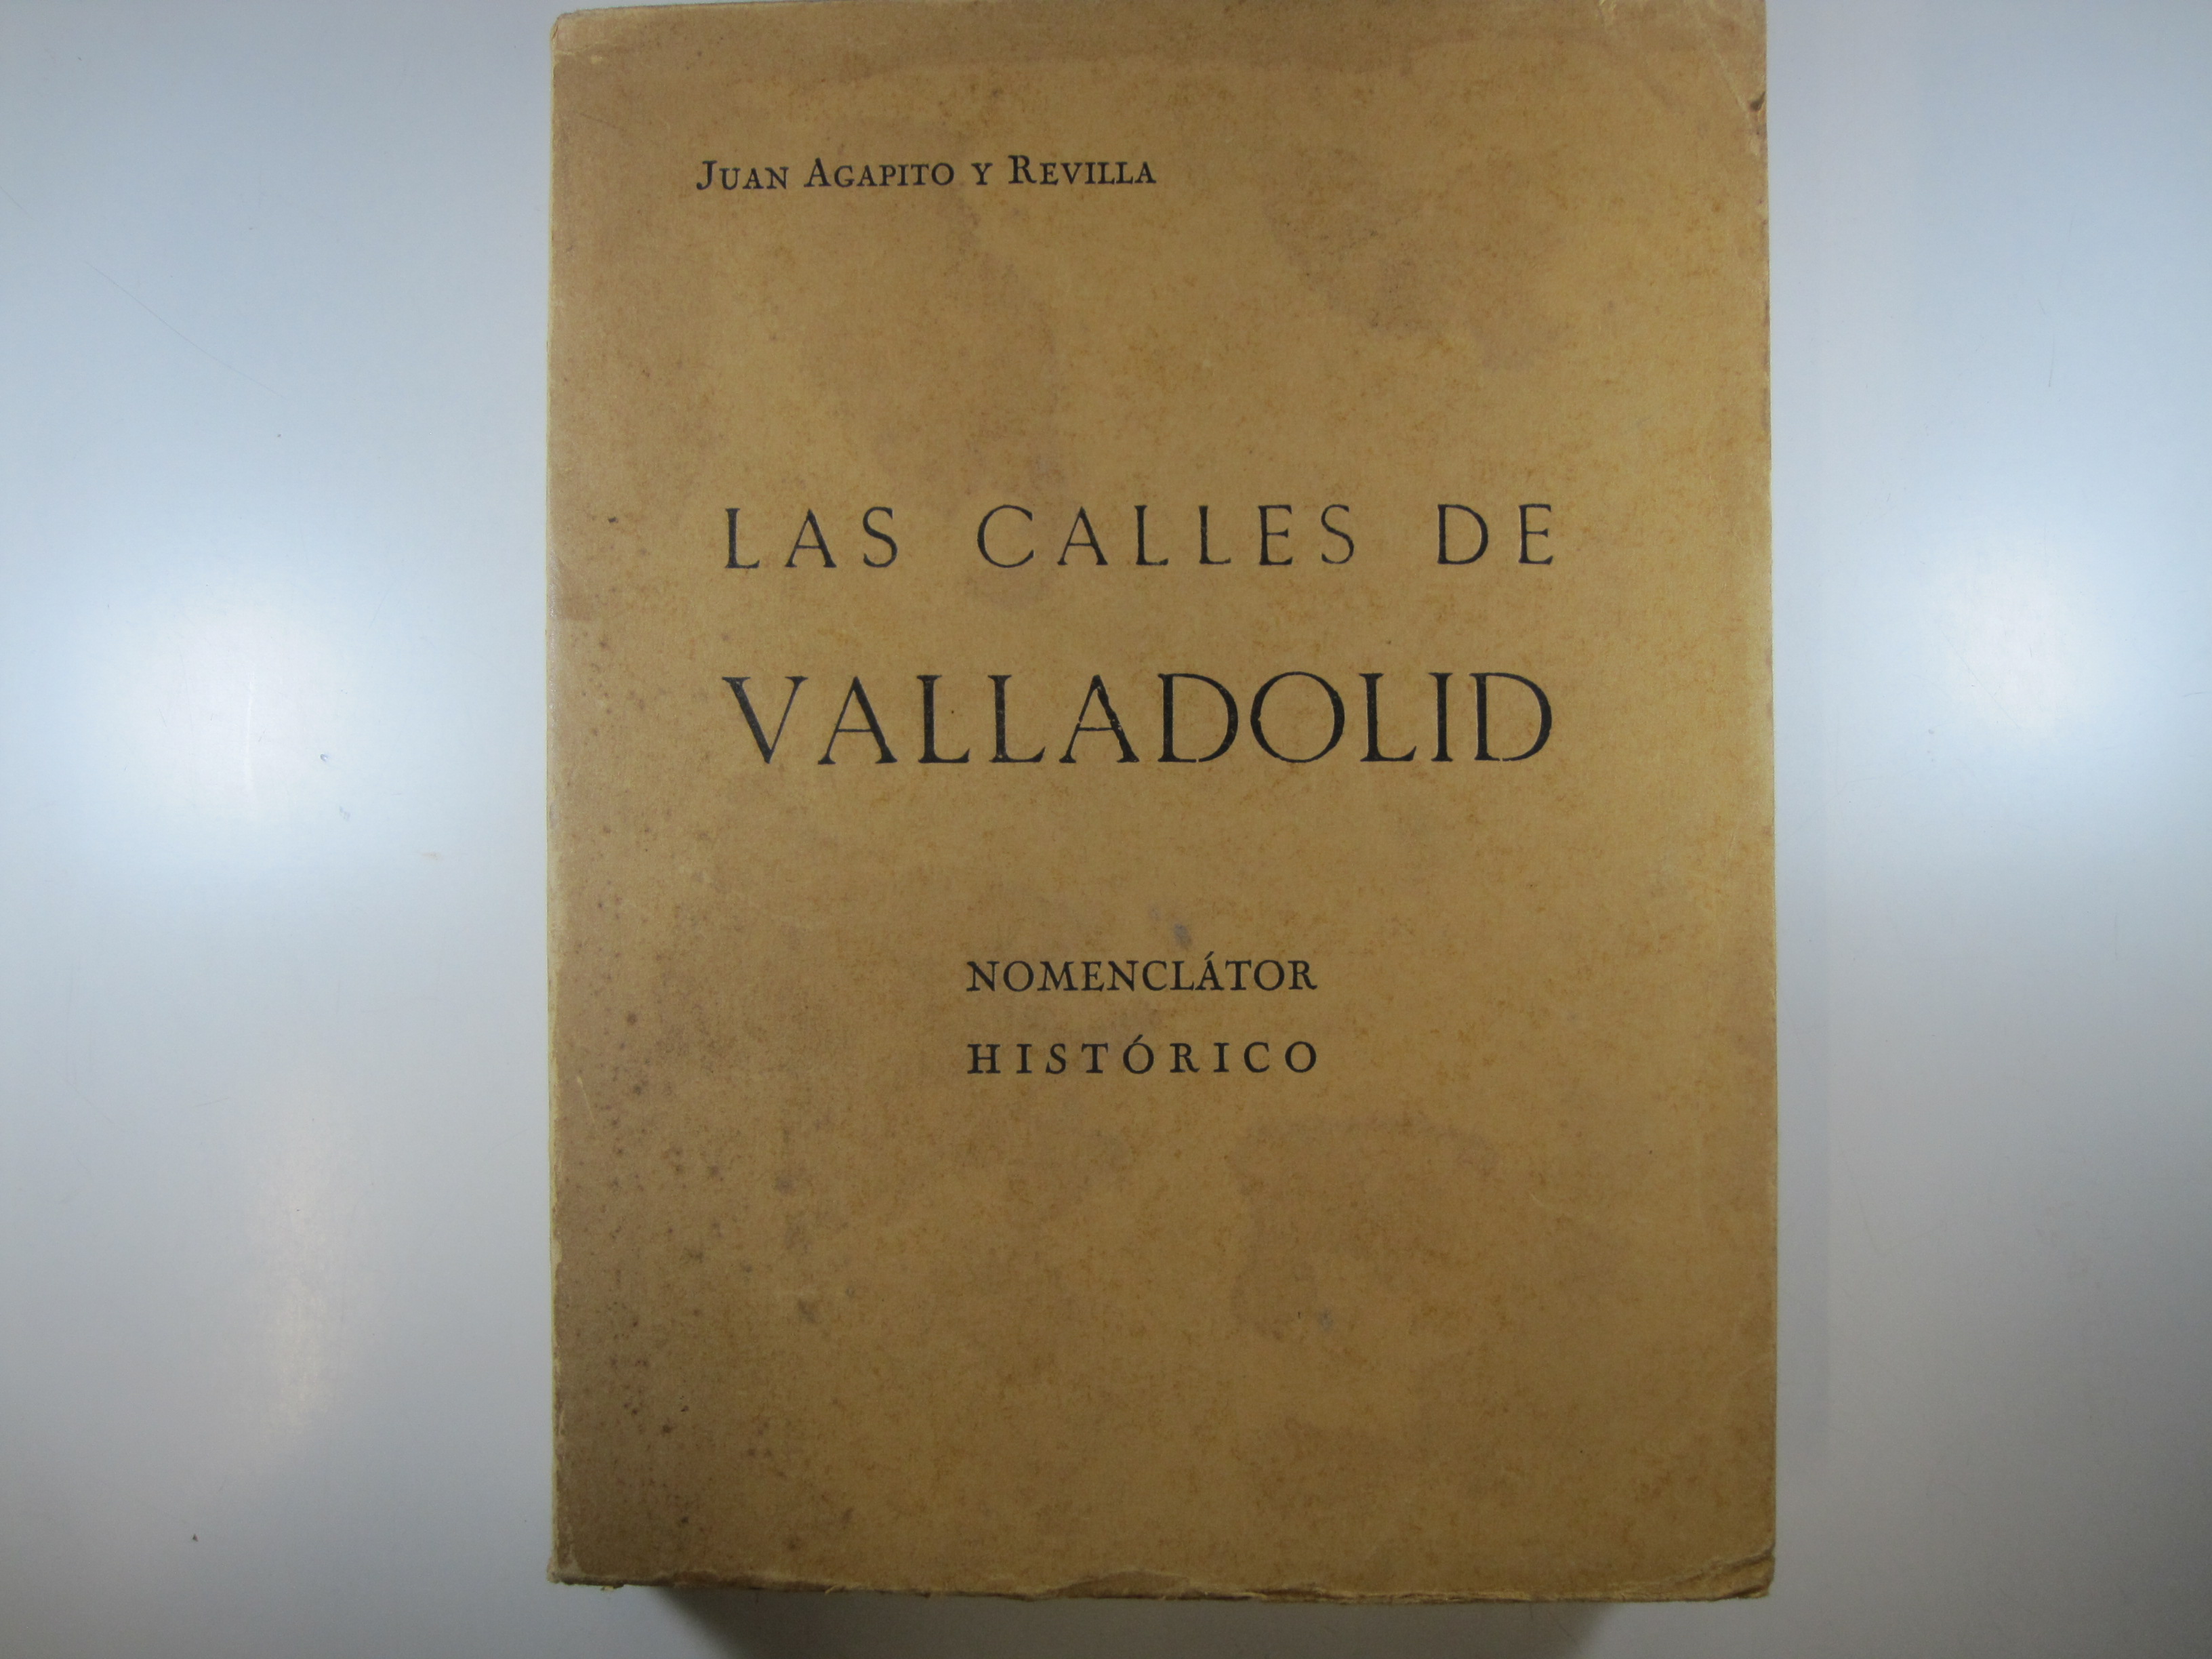 JUAN AGAPITO Y REVILLA
LAS CALLES DE
VALLADOLID
NOMENCLÁTOR
HISTÓRICO